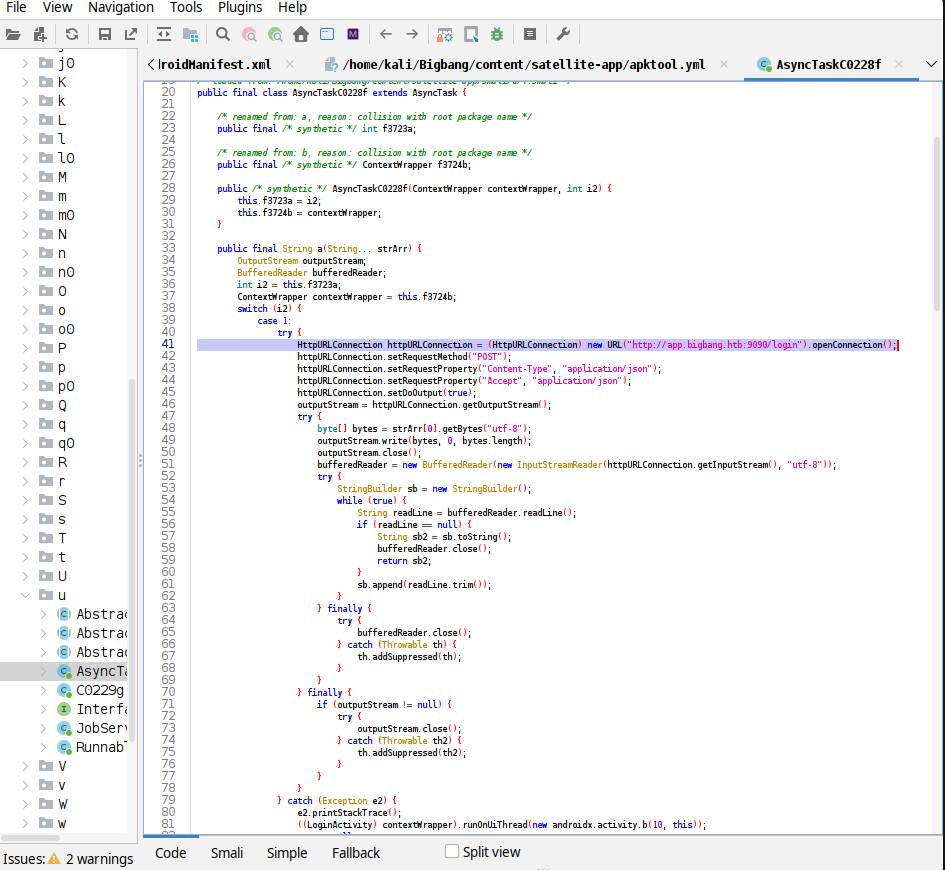 File View Navigation Tools Plugins Help
droidManifest.xml
/home/kali/Bigbang/content/satellite-app/apktool.yml
AsyncTaskC0228f
j0
K
k
L
l
l0
M
m
m0
N
n
n0
O
o
o0
P
p
p0
Q
q
q0
R
r
S
s
T
t
U
u
Abstrac
Abstrac
Abstrac
AsyncTa
C0229g
Interfa
JobServ
Runnabl
V
v
W
w
20 public final class AsyncTaskC0228f extends AsyncTask {
21
22 /* renamed from: a, reason: collision with root package name */
23 public final /* synthetic */ int f3723a;
24
25 /* renamed from: b, reason: collision with root package name */
26 public final /* synthetic */ ContextWrapper f3724b;
27
28 public /* synthetic */ AsyncTaskC0228f(ContextWrapper contextWrapper, int i2) {
29 this.f3723a = i2;
30 this.f3724b = contextWrapper;
31 }
32
33 public final String a(String... strArr) {
34 OutputStream outputStream;
35 BufferedReader bufferedReader;
36 int i2 = this.f3723a;
37 ContextWrapper contextWrapper = this.f3724b;
38 switch (i2) {
39 case 1:
40 try {
41 HttpURLConnection httpURLConnection = (HttpURLConnection) new URL("http://app.bigbang.htb:9090/login").openConnection();
42 httpURLConnection.setRequestMethod("POST");
43 httpURLConnection.setRequestProperty("Content-Type", "application/json");
44 httpURLConnection.setRequestProperty("Accept", "application/json");
45 httpURLConnection.setDoOutput(true);
46 outputStream = httpURLConnection.getOutputStream();
47 try {
48 byte[] bytes = strArr[0].getBytes("utf-8");
49 outputStream.write(bytes, 0, bytes.length);
50 outputStream.close();
51 bufferedReader = new BufferedReader(new InputStreamReader(httpURLConnection.getInputStream(), "utf-8"));
52 try {
53 StringBuilder sb = new StringBuilder();
54 while (true) {
55 String readLine = bufferedReader.readLine();
56 if (readLine == null) {
57 String sb2 = sb.toString();
58 bufferedReader.close();
59 return sb2;
60 }
61 sb.append(readLine.trim());
62 }
63 } finally {
64 try {
65 bufferedReader.close();
66 } catch (Throwable th) {
67 th.addSuppressed(th);
68 }
69 }
70 } finally {
71 if (outputStream != null) {
72 try {
73 outputStream.close();
74 } catch (Throwable th2) {
75 th.addSuppressed(th2);
76 }
77 }
78 }
79 } catch (Exception e2) {
80 e2.printStackTrace();
81 ((LoginActivity) contextWrapper).runOnUiThread(new androidx.activity.b(10, this));
Issues: 2 warnings
Code Smali Simple Fallback Split view